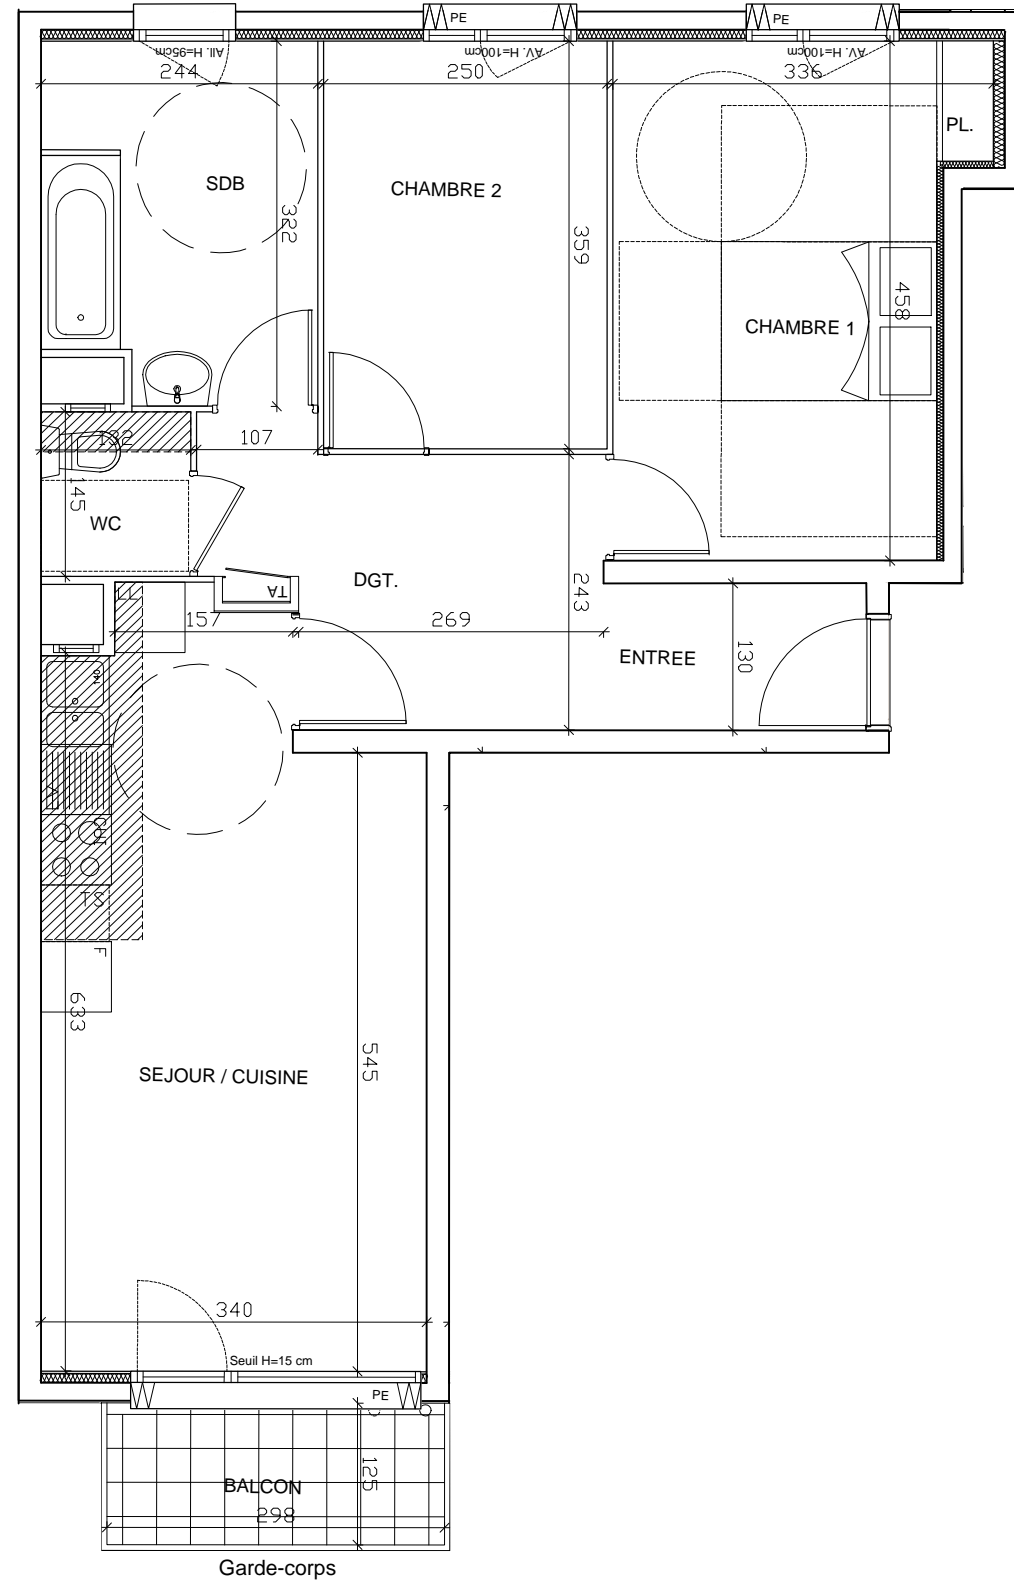 PE
PE
All. H=95cm
AV. H=100cm
AV. H=100cm
244
250
336
PL.
SDB
CHAMBRE 2
322
359
458
CHAMBRE 1
132
107
145
WC
DGT.
TA
243
157
269
ENTREE
130
140
TS
F
633
545
SEJOUR / CUISINE
340
Seuil H=15 cm
PE
125
BALCON
298
Garde-corps